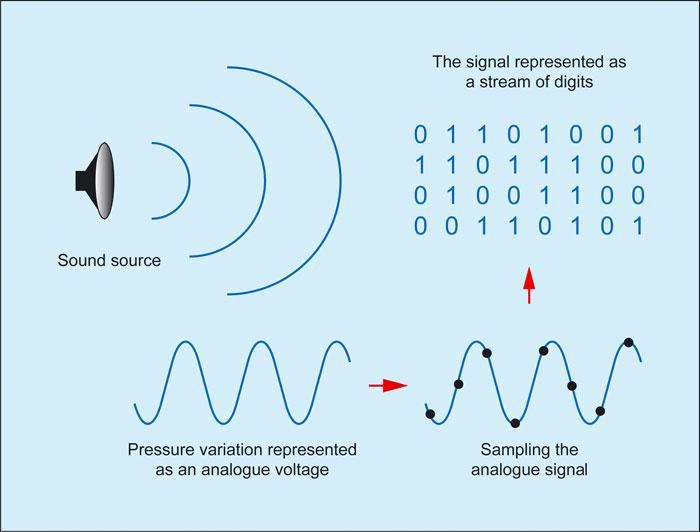 The signal represented as
a stream of digits
0 1 1 0 1 0 0 1
1 1 0 1 1 1 0 0
0 1 0 0 1 1 0 0
0 0 1 1 0 1 0 1
Sound source
Pressure variation represented
as an analogue voltage
Sampling the
analogue signal